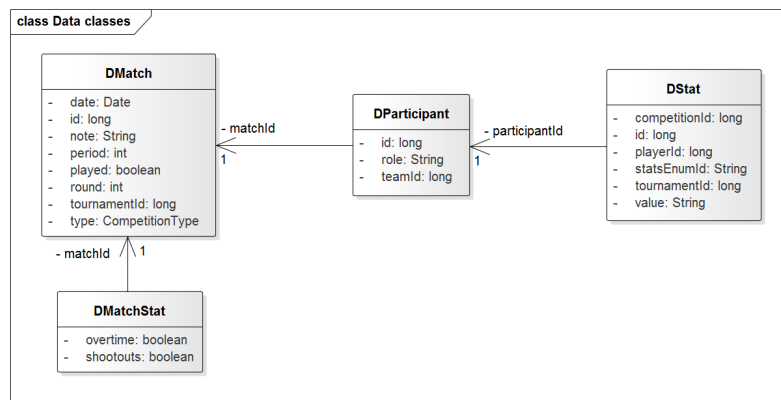 class Data classes
DMatch
- date: Date
- id: long
- note: String
- period: int
- played: boolean
- round: int
- tournamentId: long
- type: CompetitionType
- matchId
1
DParticipant
- id: long
- role: String
- teamId: long
- participantId
1
DStat
- competitionId: long
- id: long
- playerId: long
- statsEnumId: String
- tournamentId: long
- value: String
- matchId
1
DMatchStat
- overtime: boolean
- shootouts: boolean